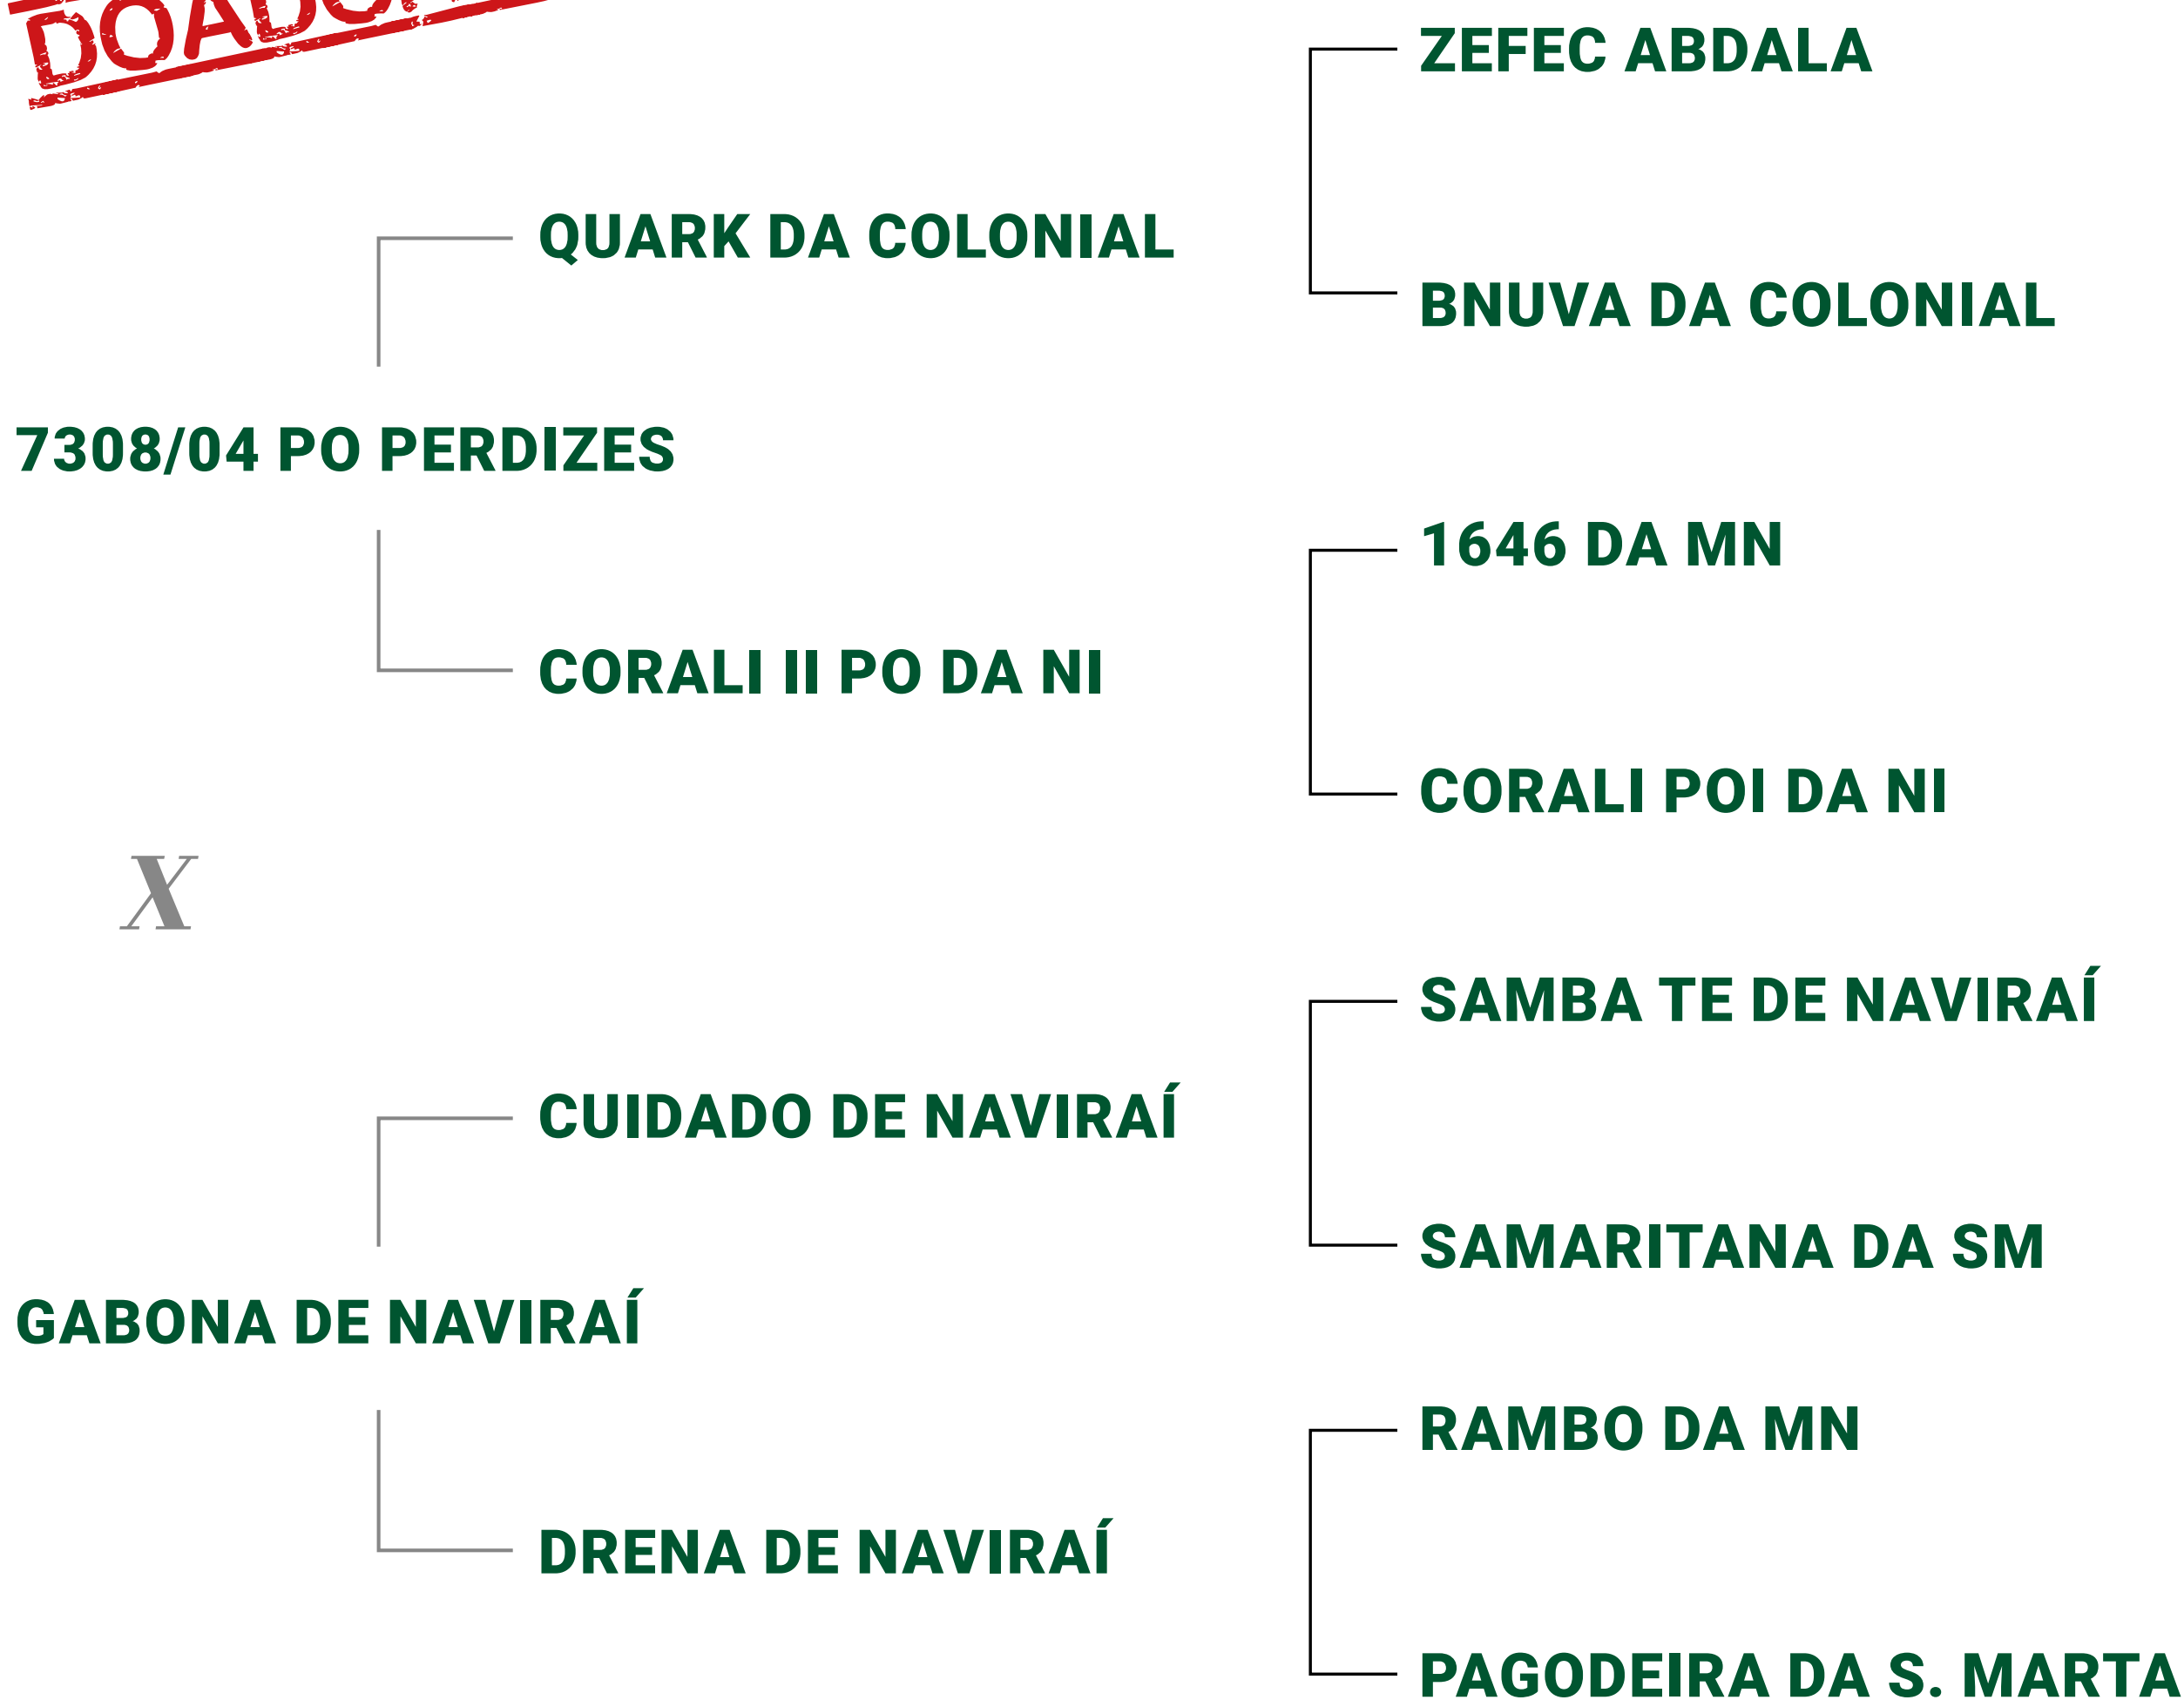 ZEFEC ABDALA
QUARK DA COLONIAL
BNUVA DA COLONIAL
7308/04 PO PERDIZES
1646 DA MN
CORALI II PO DA NI
CORALI POI DA NI
X
SAMBA TE DE NAVIRAÍ
CUIDADO DE NAVIRAÍ
SAMARITANA DA SM
GABONA DE NAVIRAÍ
RAMBO DA MN
DRENA DE NAVIRAÍ
PAGODEIRA DA S. MARTA